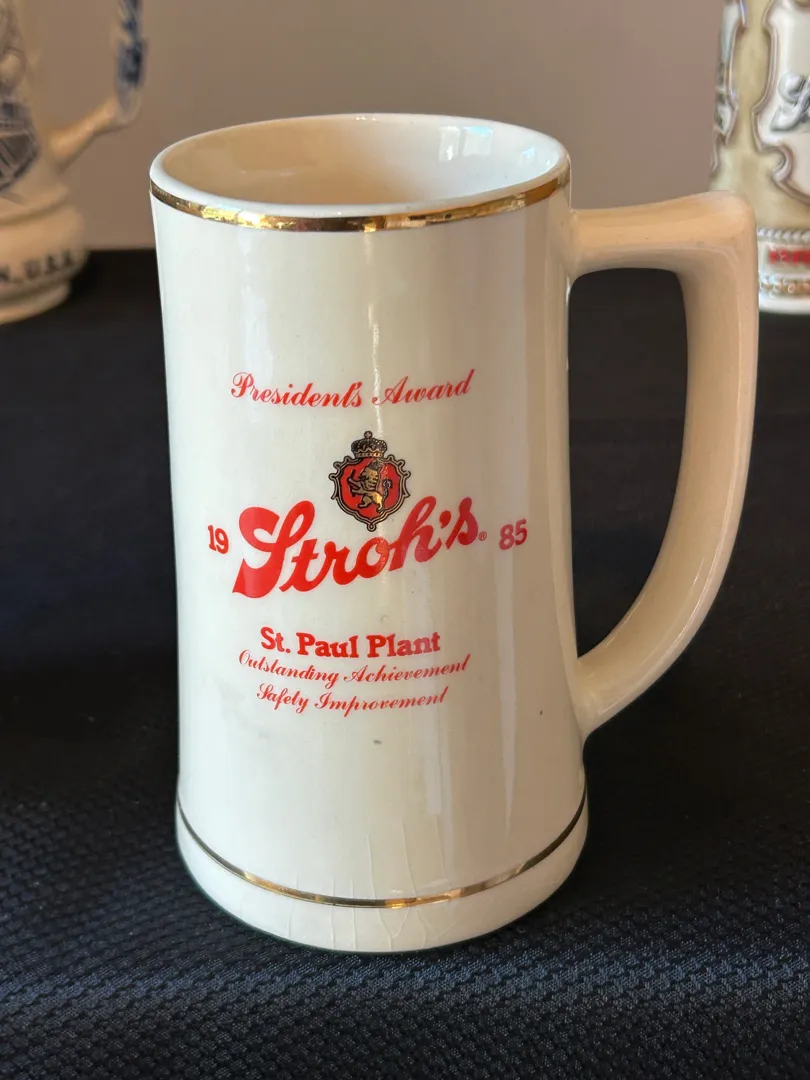 President's Award
19 Stroh's® 85
St. Paul Plant
Outstanding Achievement
Safety Improvement
N, U.S.A.